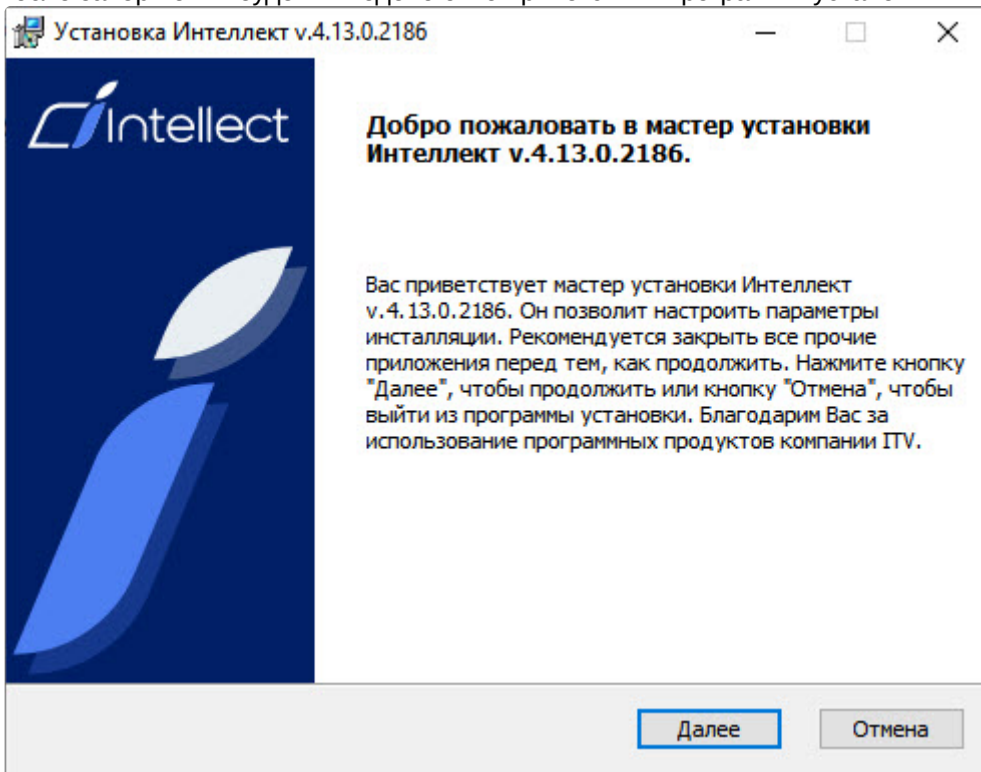 Установка Интеллект v.4.13.0.2186
Intellect
Добро пожаловать в мастер установки
Интеллект v.4.13.0.2186.
Вас приветствует мастер установки Интеллект
v.4.13.0.2186. Он позволит настроить параметры
инсталляции. Рекомендуется закрыть все прочие
приложения перед тем, как продолжить. Нажмите кнопку
"Далее", чтобы продолжить или кнопку "Отмена", чтобы
выйти из программы установки. Благодарим Вас за
использование программных продуктов компании ITV.
Далее
Отмена